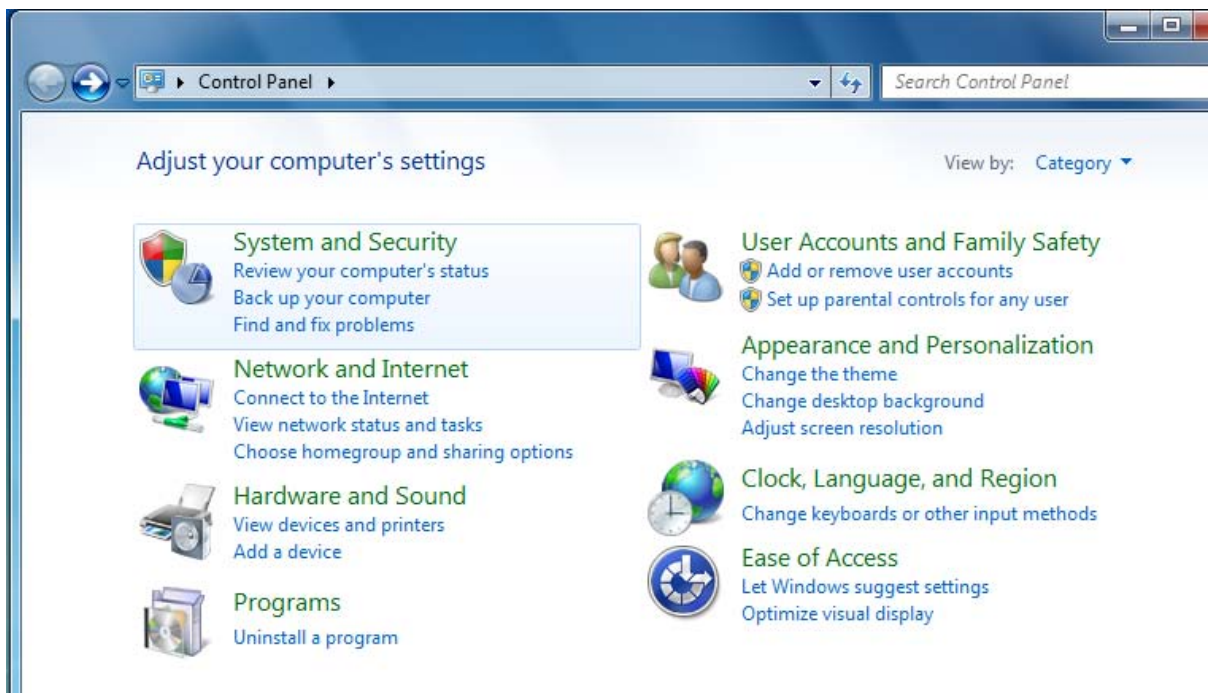 Control Panel
Search Control Panel
Adjust your computer's settings
View by: Category
System and Security
Review your computer's status
Back up your computer
Find and fix problems
Network and Internet
Connect to the Internet
View network status and tasks
Choose homegroup and sharing options
Hardware and Sound
View devices and printers
Add a device
Programs
Uninstall a program
User Accounts and Family Safety
Add or remove user accounts
Set up parental controls for any user
Appearance and Personalization
Change the theme
Change desktop background
Adjust screen resolution
Clock, Language, and Region
Change keyboards or other input methods
Ease of Access
Let Windows suggest settings
Optimize visual display